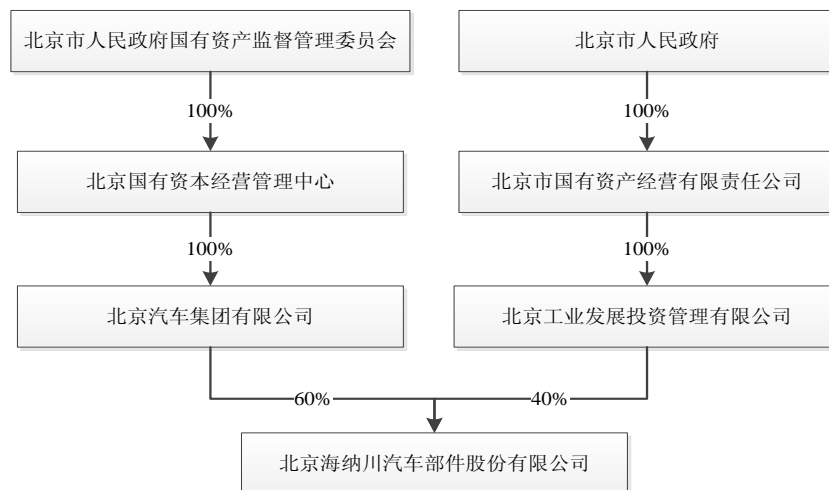 北京市人民政府国有资产监督管理委员会
北京市人民政府
100%
100%
北京国有资本经营管理中心
北京市国有资产经营有限责任公司
100%
100%
北京汽车集团有限公司
北京工业发展投资管理有限公司
60%
40%
北京海纳川汽车部件股份有限公司